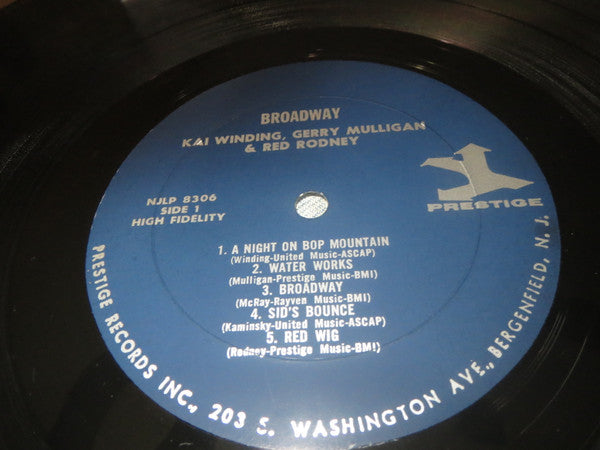 BROADWAY
KAI WINDING, GERRY MULLIGAN
& RED RODNEY
NJLP 8306
SIDE 1
HIGH FIDELITY
PRESTIGE
1. A NIGHT ON BOP MOUNTAIN
(Winding-United Music-ASCAP)
2. WATER WORKS
(Mulligan-Prestige Music-BMI)
3. BROADWAY
(McRay-Rayven Music-BMI)
4. SID'S BOUNCE
(Kaminsky-United Music-ASCAP)
5. RED WIG
(Rodney-Prestige Music-BMI)
PRESTIGE RECORDS INC., 203 S. WASHINGTON AVE., BERGENFIELD, N. J.